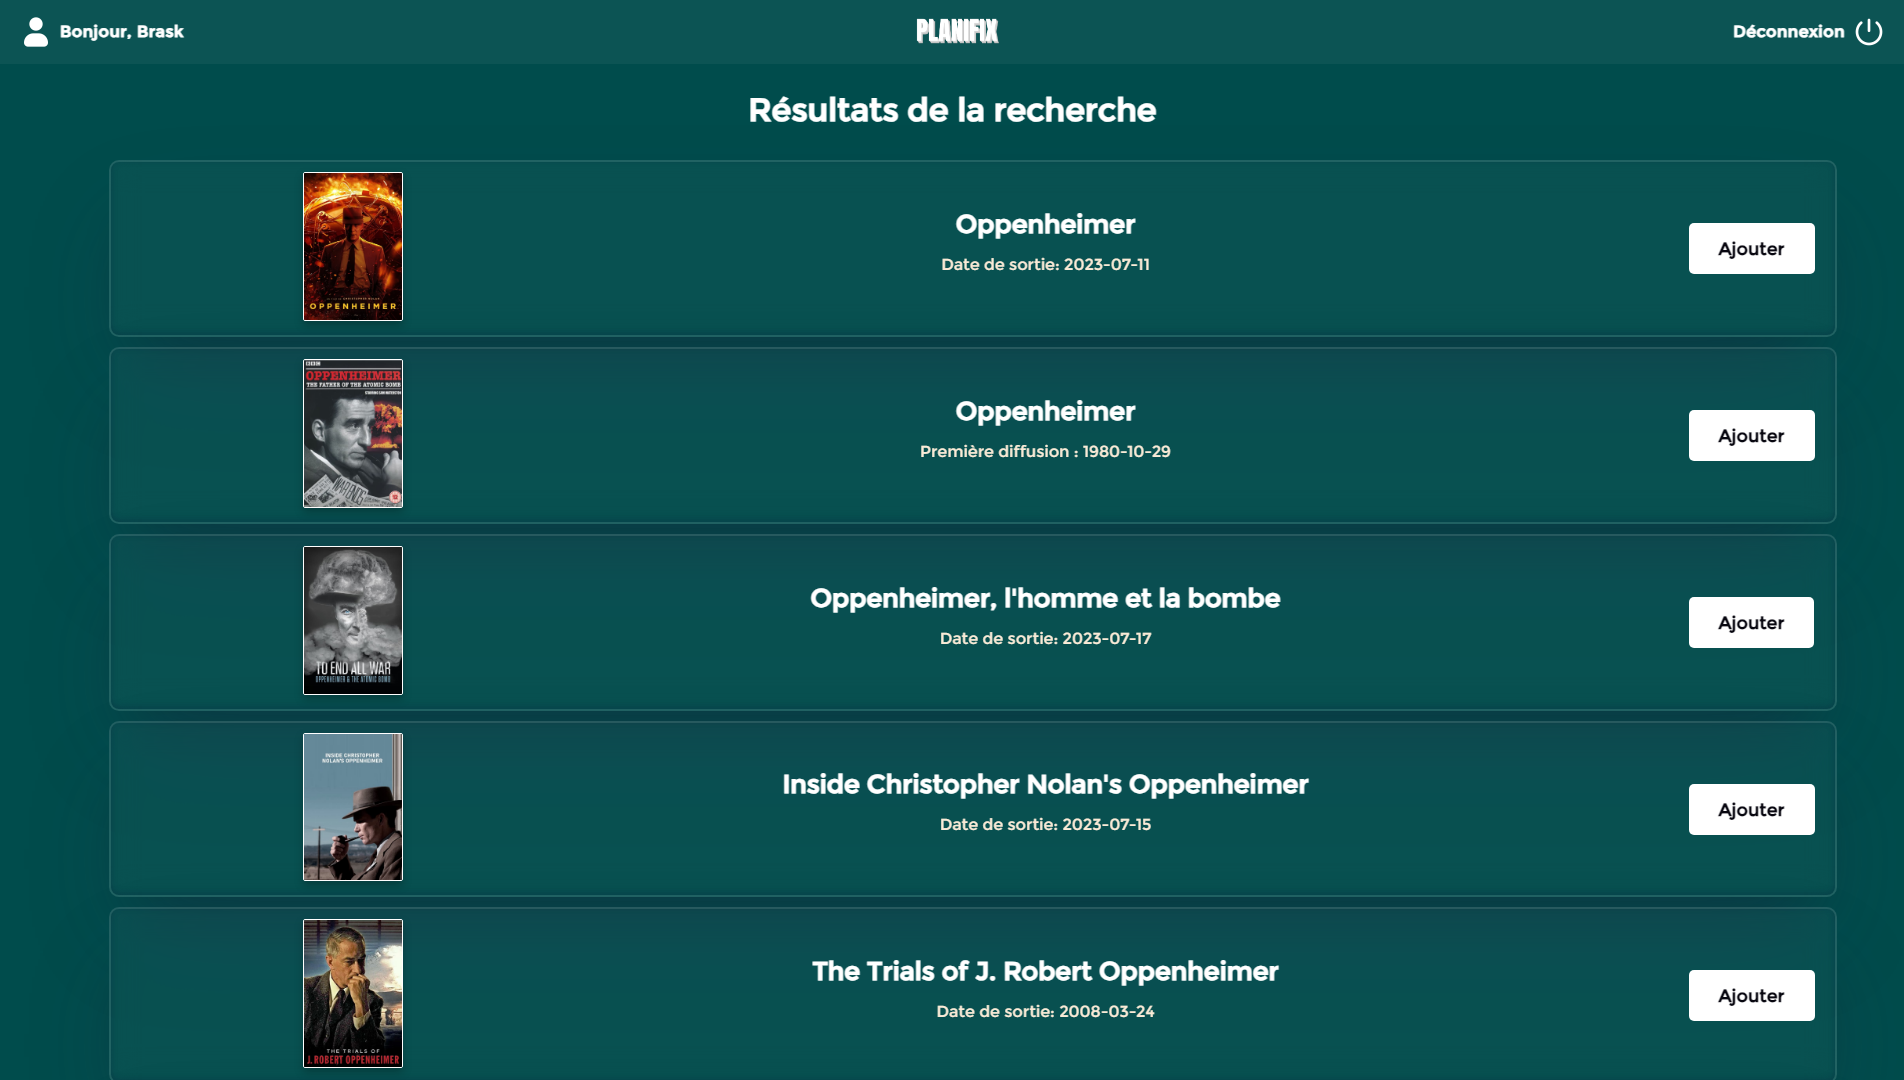 Bonjour, Brask
PLANIFIX
Déconnexion
Résultats de la recherche
OPPENHEIMER
Oppenheimer
Date de sortie: 2023-07-11
Ajouter
OPPENHEIMER
THE FATHER OF THE ATOMIC BOMB
Oppenheimer
Première diffusion : 1980-10-29
Ajouter
TO END ALL WAR
OPPENHEIMER & THE ATOMIC BOMB
Oppenheimer, l'homme et la bombe
Date de sortie: 2023-07-17
Ajouter
INSIDE CHRISTOPHER
NOLAN'S OPPENHEIMER
Inside Christopher Nolan's Oppenheimer
Date de sortie: 2023-07-15
Ajouter
THE TRIALS OF
J. ROBERT OPPENHEIMER
The Trials of J. Robert Oppenheimer
Date de sortie: 2008-03-24
Ajouter